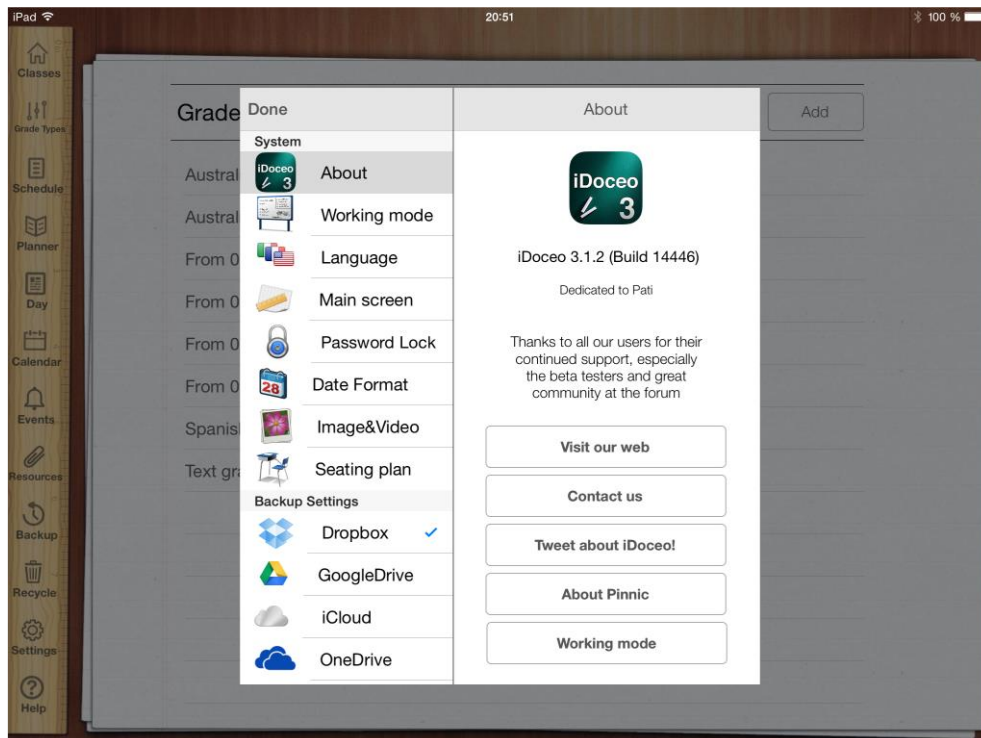 iPad 20:51 100 %
Classes
Grade Types
Schedule
Planner
Day
Calendar
Events
Resources
Backup
Recycle
Settings
Help
Grade
Add
Austral
Austral
From 0
From 0
From 0
From 0
Spanis
Text gra
Done
System
iDoceo
3
About
Working mode
Language
Main screen
Password Lock
28
Date Format
Image&Video
Seating plan
Backup Settings
Dropbox
GoogleDrive
iCloud
OneDrive
About
iDoceo
3
iDoceo 3.1.2 (Build 14446)
Dedicated to Pati
Thanks to all our users for their
continued support, especially
the beta testers and great
community at the forum
Visit our web
Contact us
Tweet about iDoceo!
About Pinnic
Working mode